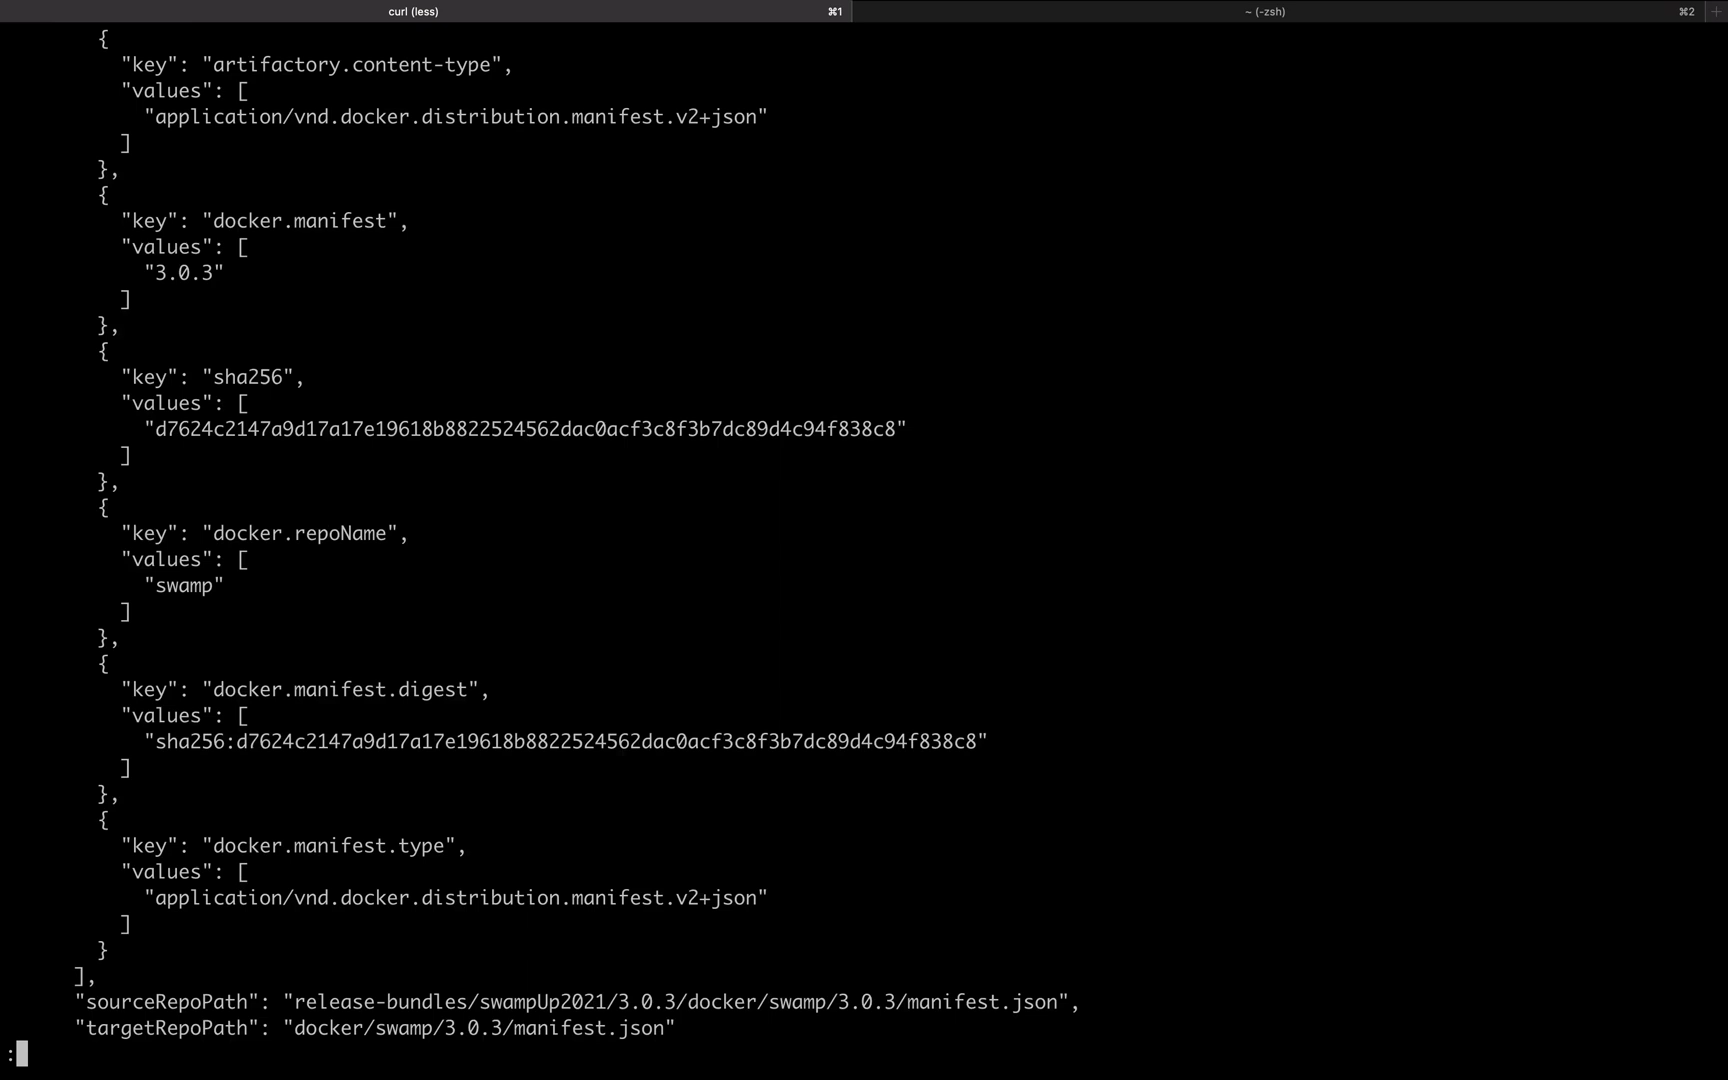 curl (less) ⌘1 ~ (-zsh) ⌘2 +
{
"key": "artifactory.content-type",
"values": [
"application/vnd.docker.distribution.manifest.v2+json"
]
},
{
"key": "docker.manifest",
"values": [
"3.0.3"
]
},
{
"key": "sha256",
"values": [
"d7624c2147a9d17a17e19618b8822524562dac0acf3c8f3b7dc89d4c94f838c8"
]
},
{
"key": "docker.repoName",
"values": [
"swamp"
]
},
{
"key": "docker.manifest.digest",
"values": [
"sha256:d7624c2147a9d17a17e19618b8822524562dac0acf3c8f3b7dc89d4c94f838c8"
]
},
{
"key": "docker.manifest.type",
"values": [
"application/vnd.docker.distribution.manifest.v2+json"
]
}
],
"sourceRepoPath": "release-bundles/swampUp2021/3.0.3/docker/swamp/3.0.3/manifest.json",
"targetRepoPath": "docker/swamp/3.0.3/manifest.json"
: